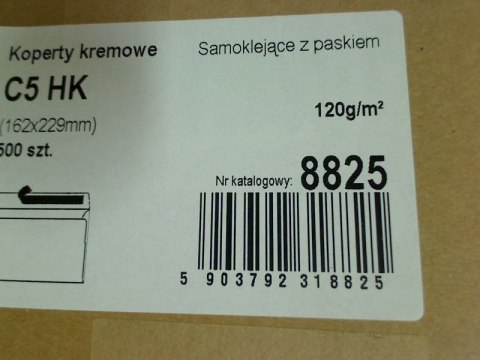 Koperty kremowe
Samoklejące z paskiem
C5 HK
(162x229mm)
120g/m²
500 szt.
Nr katalogowy: 8825
5 903792 318825